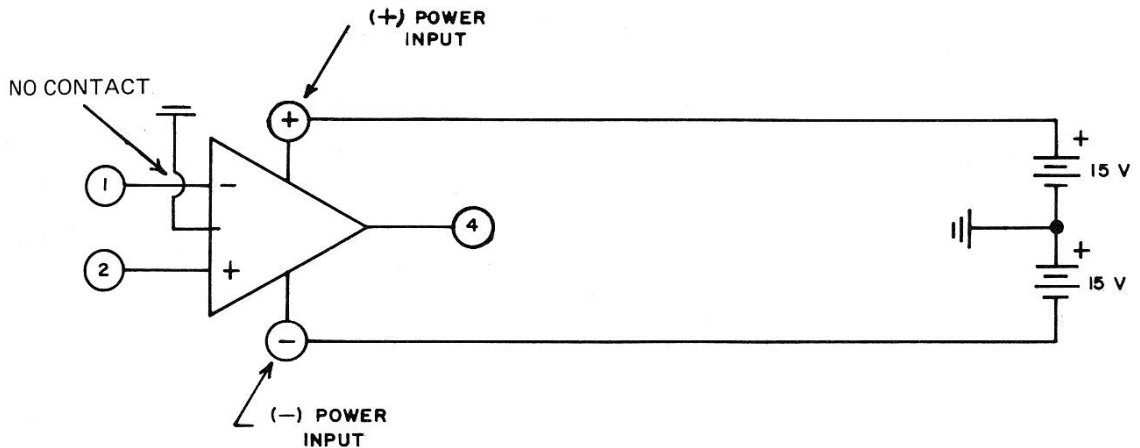 (+) POWER
INPUT
NO CONTACT
+
+
1
-
15 V
4
2
+
+
15 V
-
(-) POWER
INPUT